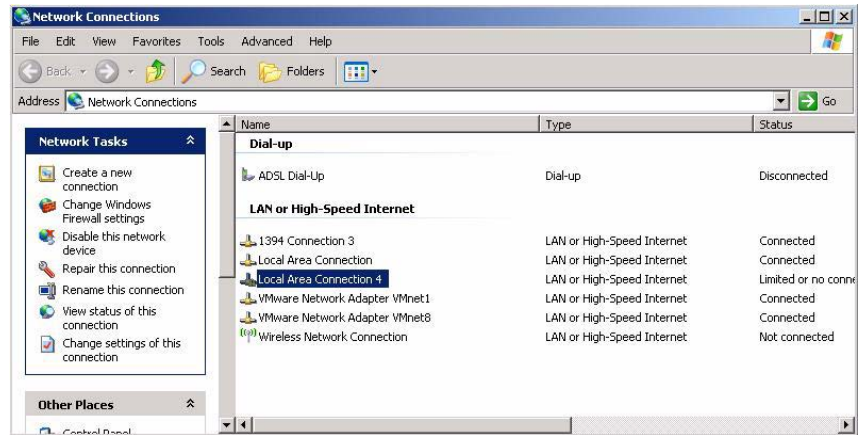 Network Connections
File Edit View Favorites Tools Advanced Help
Back Search Folders
Address Network Connections Go
Network Tasks
Create a new
connection
Change Windows
Firewall settings
Disable this network
device
Repair this connection
Rename this connection
View status of this
connection
Change settings of this
connection
Other Places
Control Panel
Name Type Status
Dial-up
ADSL Dial-Up Dial-up Disconnected
LAN or High-Speed Internet
1394 Connection 3 LAN or High-Speed Internet Connected
Local Area Connection LAN or High-Speed Internet Connected
Local Area Connection 4 LAN or High-Speed Internet Limited or no conne
VMware Network Adapter VMnet1 LAN or High-Speed Internet Connected
VMware Network Adapter VMnet8 LAN or High-Speed Internet Connected
Wireless Network Connection LAN or High-Speed Internet Not connected